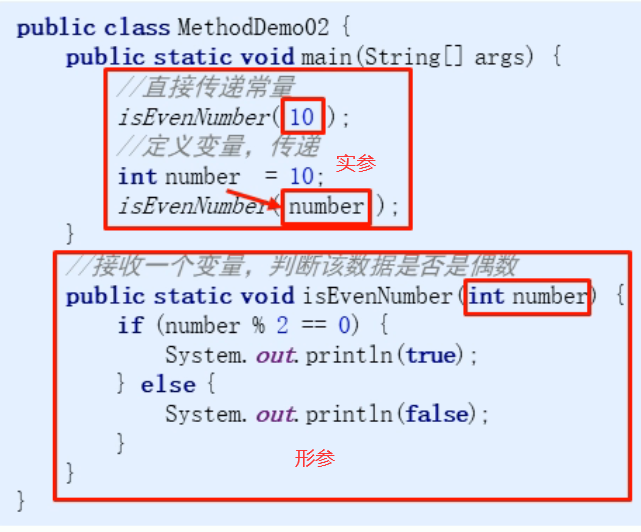 public class MethodDemo02 {
public static void main(String[] args) {
//直接传递常量
isEvenNumber( 10 );
//定义变量，传递
实参
int number = 10;
isEvenNumber( number );
}
//接收一个变量，判断该数据是否是偶数
public static void isEvenNumber(int number) {
if (number % 2 == 0) {
System.out.println(true);
} else {
System.out.println(false);
}
形参
}
}